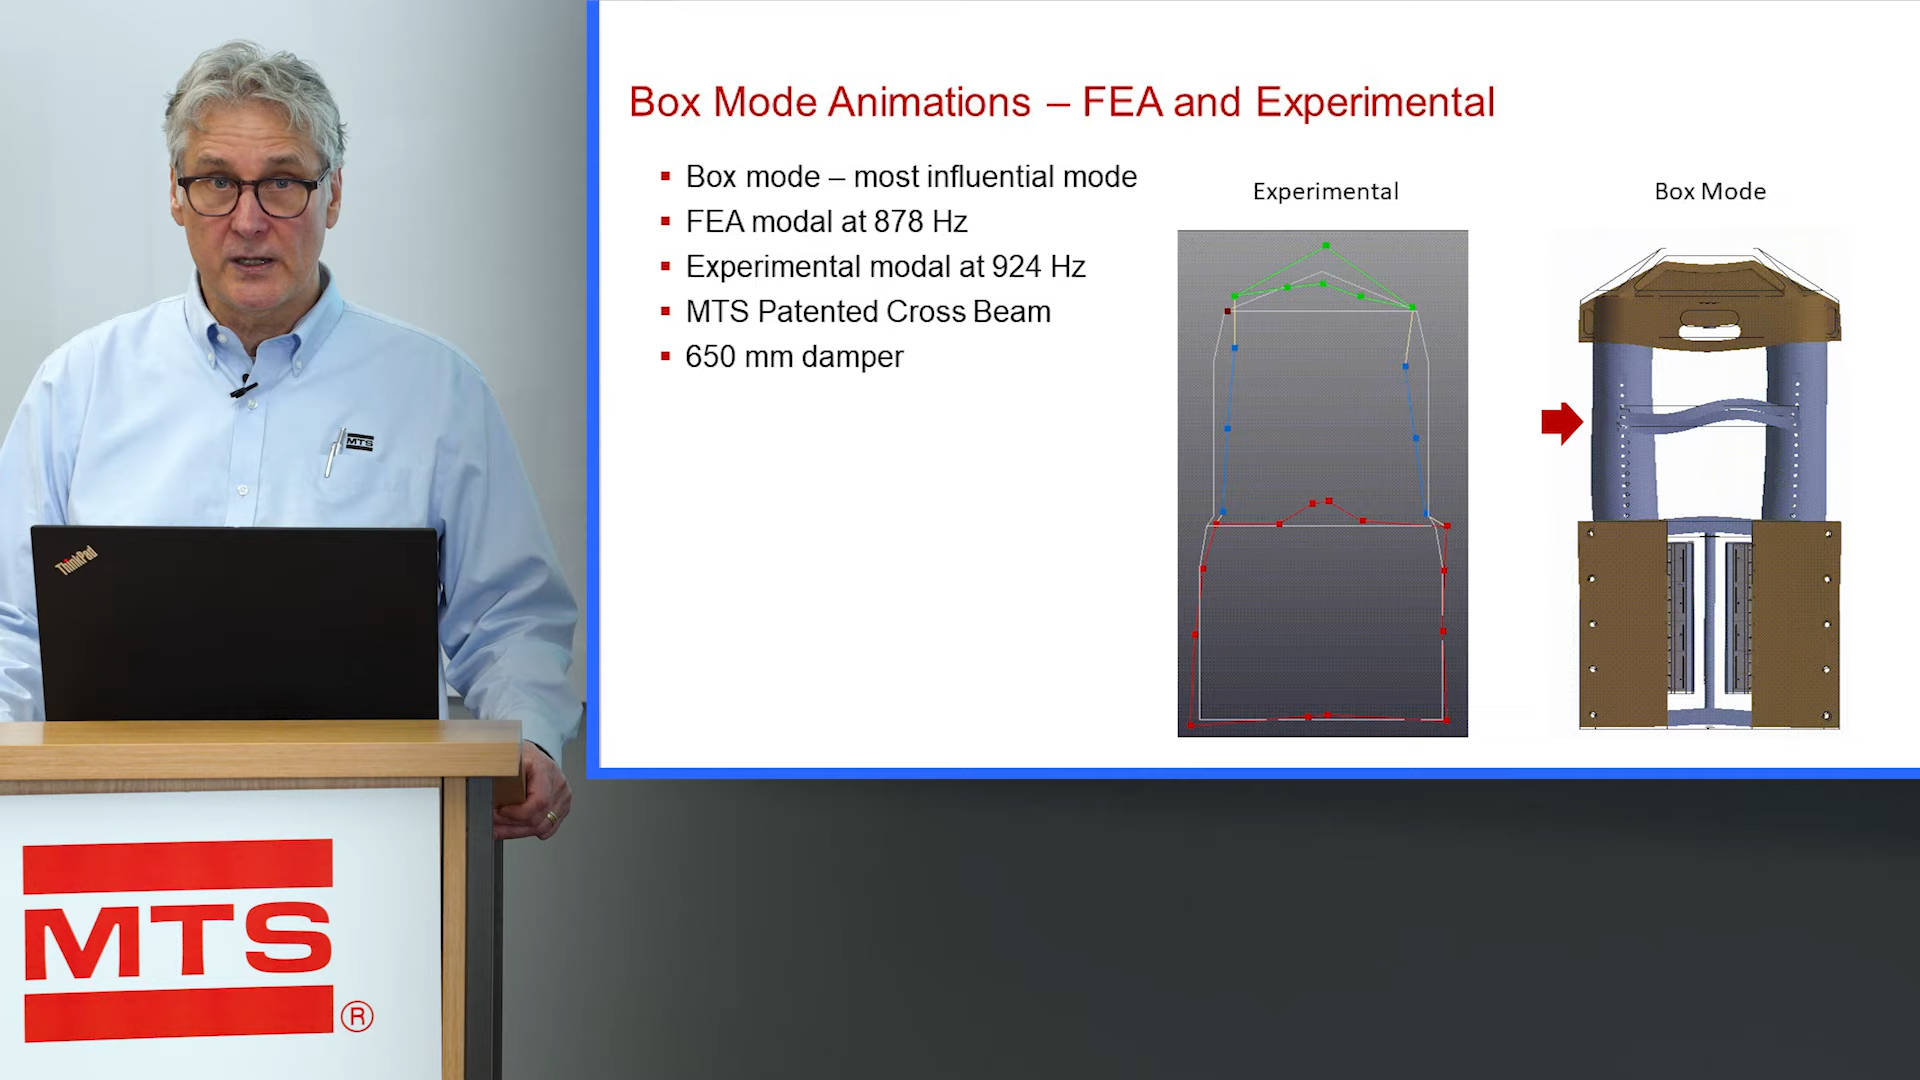 Box Mode Animations – FEA and Experimental
Box mode – most influential mode
FEA modal at 878 Hz
Experimental modal at 924 Hz
MTS Patented Cross Beam
650 mm damper
Experimental
Box Mode
MTS
ThinkPad
MTS
®